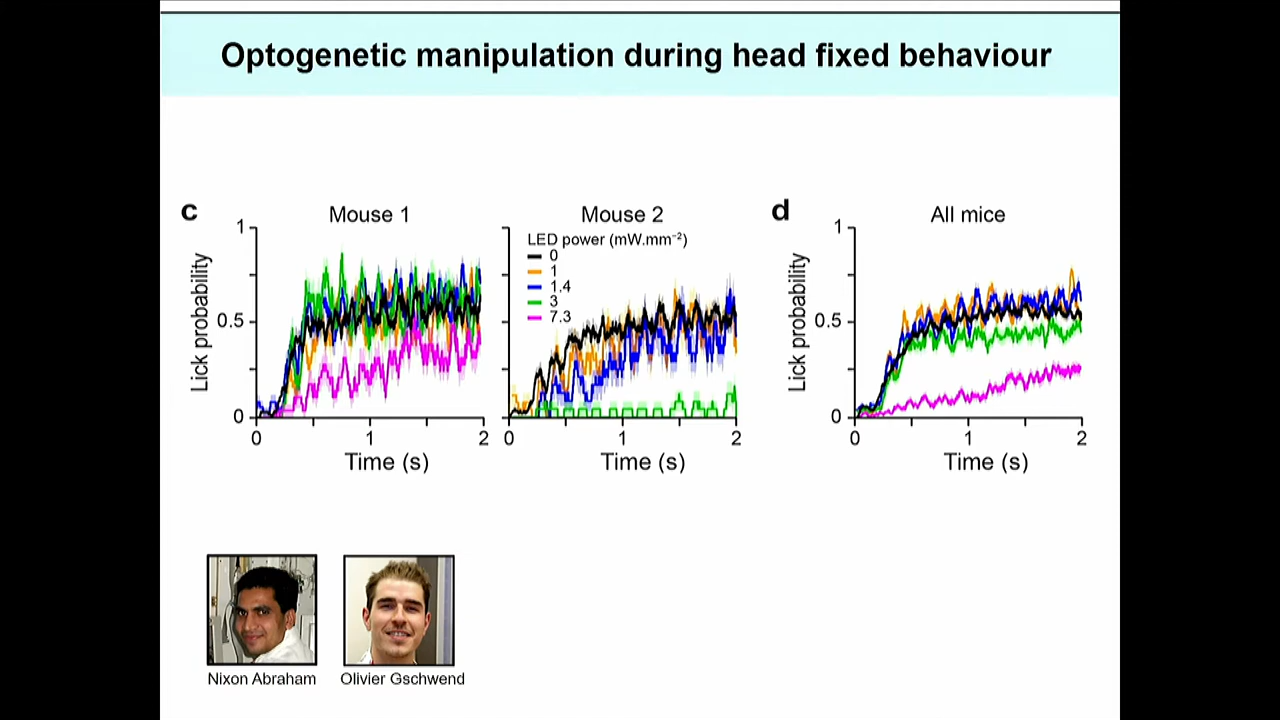 Optogenetic manipulation during head fixed behaviour
c
Mouse 1
Lick probability
1
0.5
0
0
1
2
Time (s)
Mouse 2
LED power (mW.mm⁻²)
0
1
1.4
3
7.3
0
1
2
Time (s)
d
All mice
Lick probability
1
0.5
0
0
1
2
Time (s)
Nixon Abraham
Olivier Gschwend